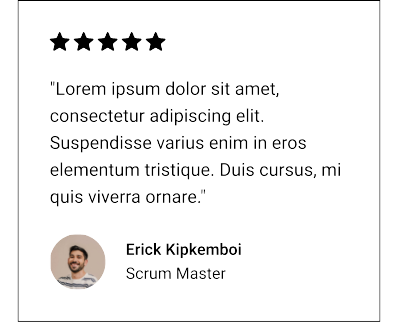 "Lorem ipsum dolor sit amet,
consectetur adipiscing elit.
Suspendisse varius enim in eros
elementum tristique. Duis cursus, mi
quis viverra ornare."
Erick Kipkemboi
Scrum Master